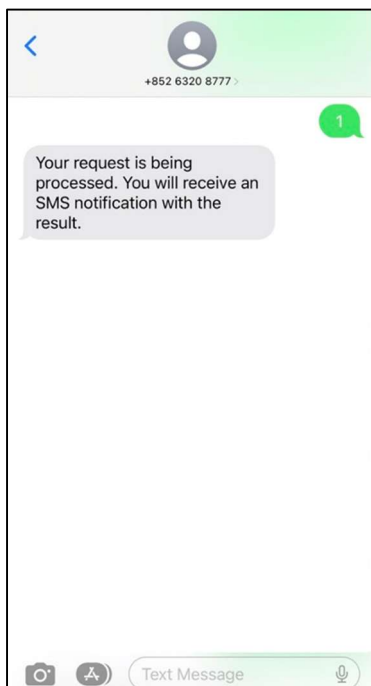 +852 6320 8777 >
1
Your request is being
processed. You will receive an
SMS notification with the
result.
Text Message